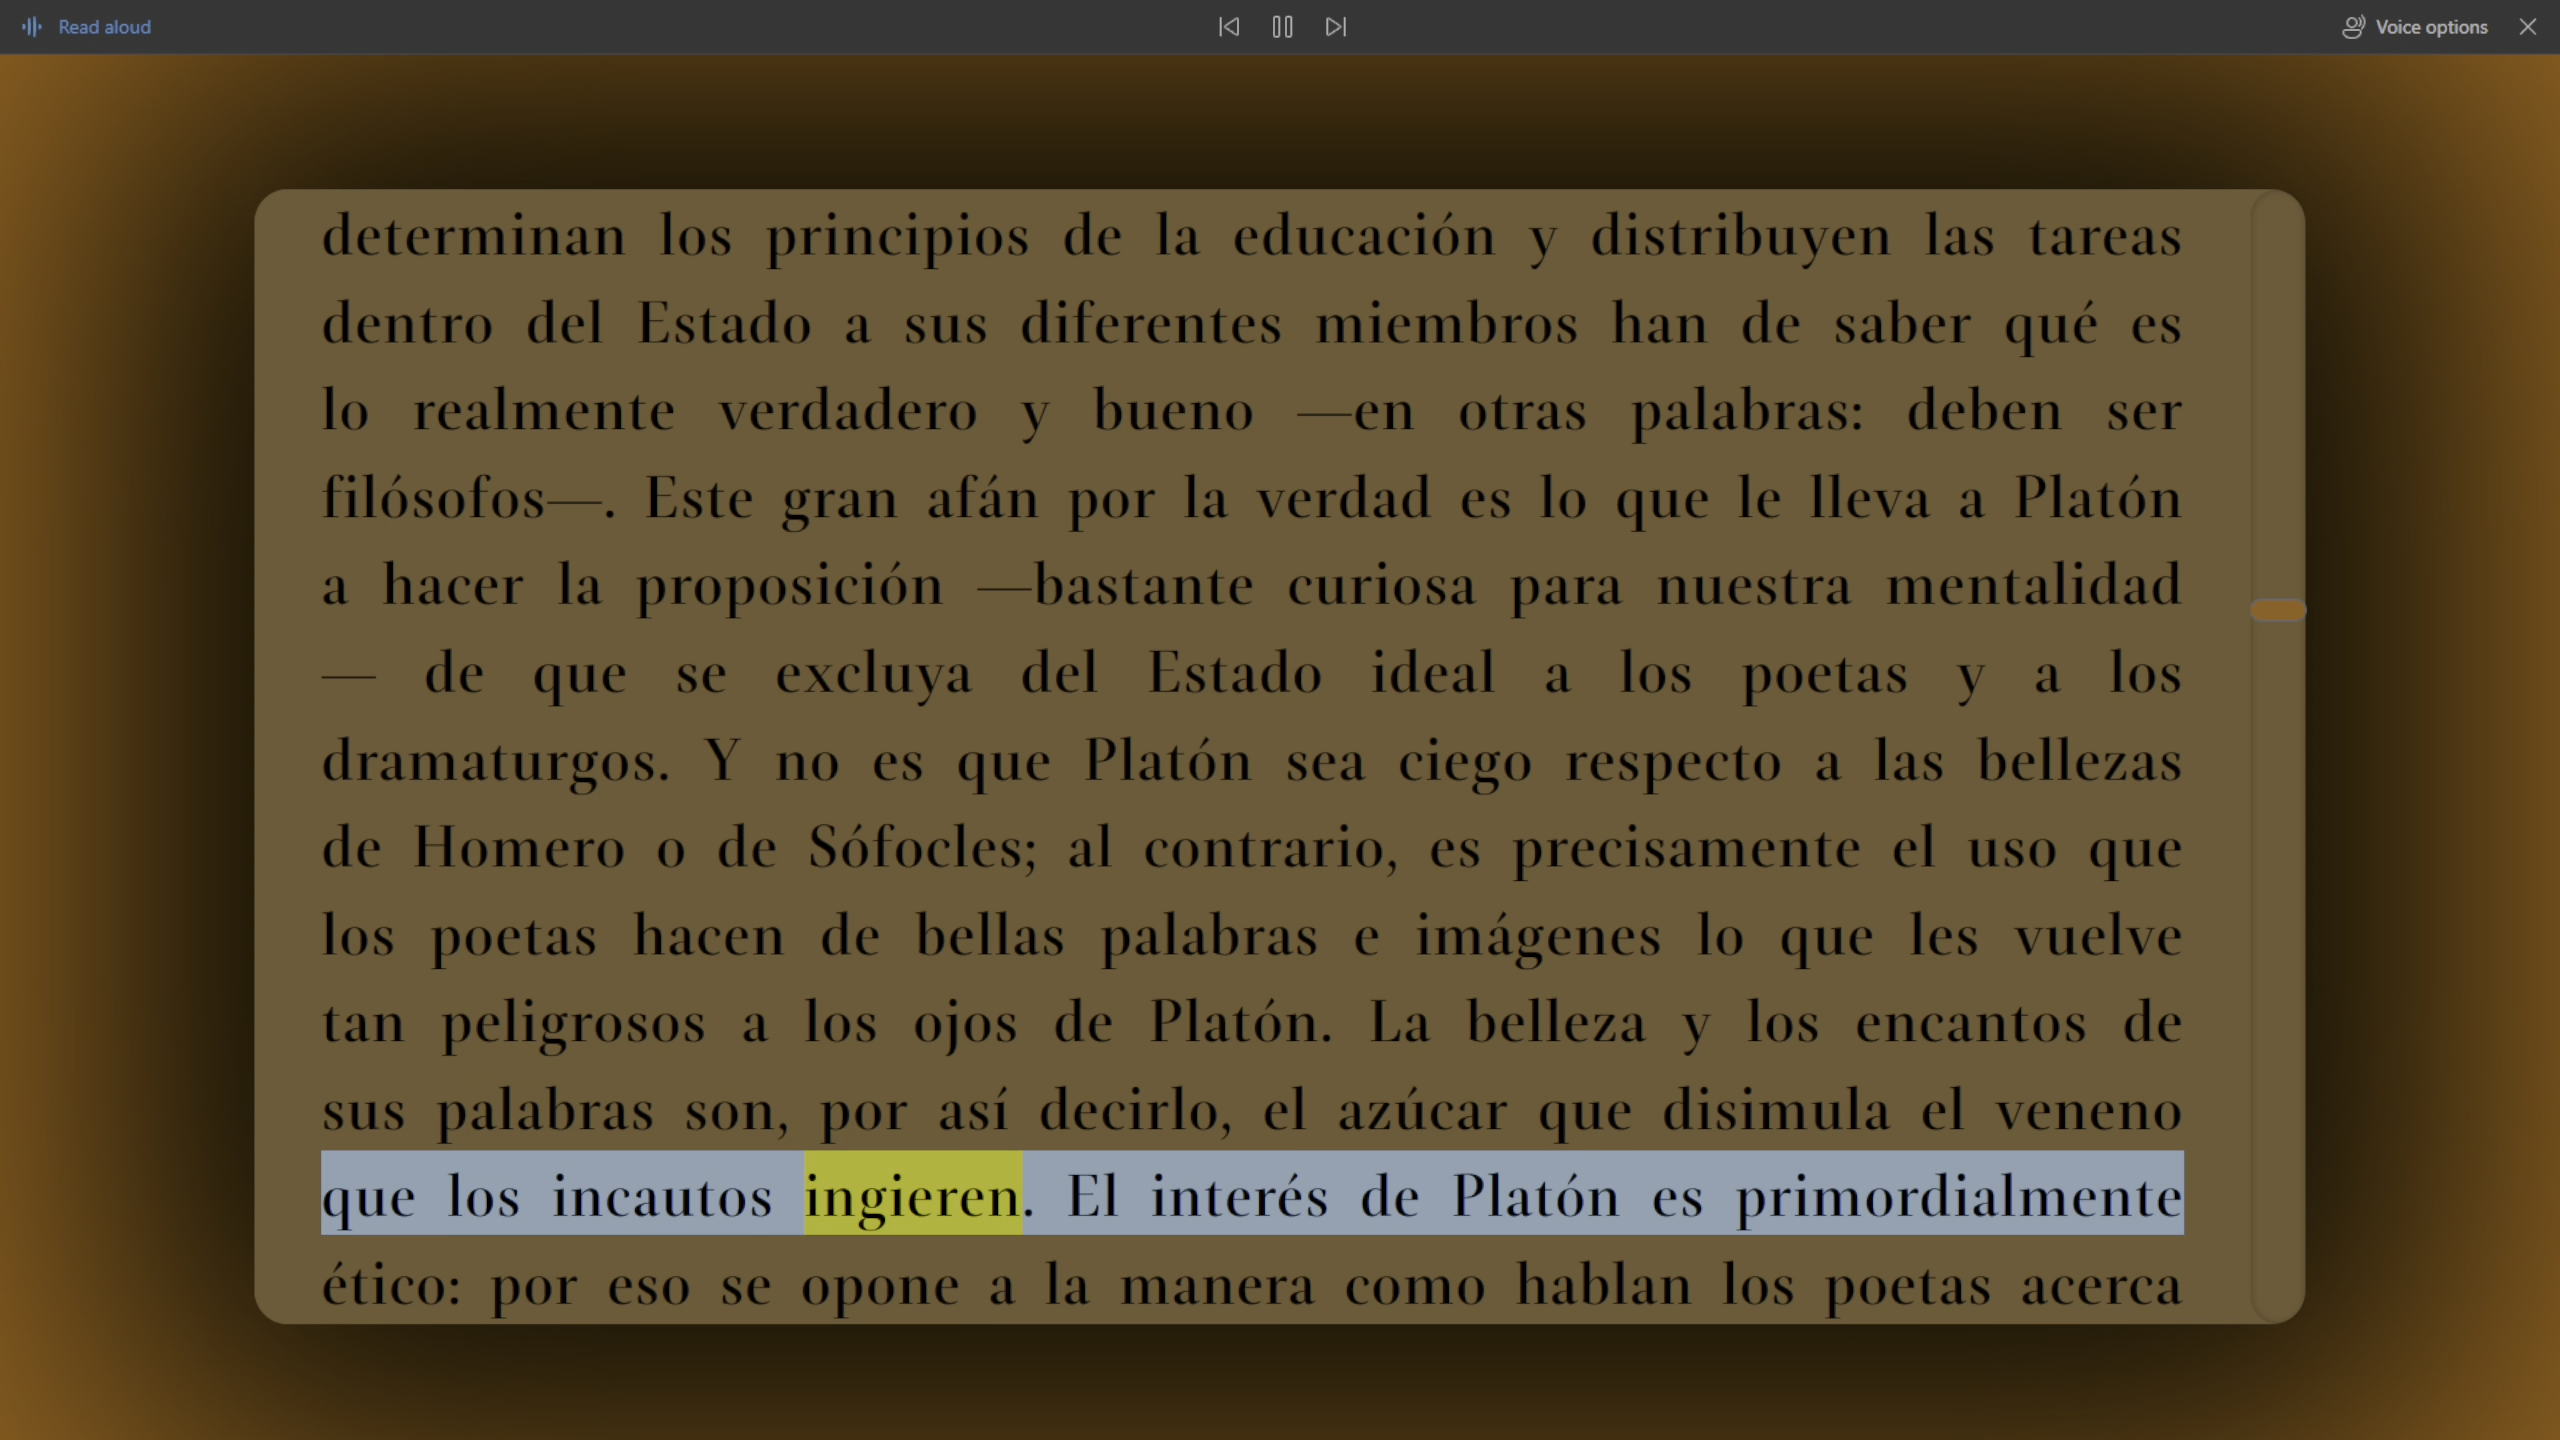 Read aloud
Voice options
determinan los principios de la educación y distribuyen las tareas
dentro del Estado a sus diferentes miembros han de saber qué es
lo realmente verdadero y bueno —en otras palabras: deben ser
filósofos—. Este gran afán por la verdad es lo que le lleva a Platón
a hacer la proposición —bastante curiosa para nuestra mentalidad
— de que se excluya del Estado ideal a los poetas y a los
dramaturgos. Y no es que Platón sea ciego respecto a las bellezas
de Homero o de Sófocles; al contrario, es precisamente el uso que
los poetas hacen de bellas palabras e imágenes lo que les vuelve
tan peligrosos a los ojos de Platón. La belleza y los encantos de
sus palabras son, por así decirlo, el azúcar que disimula el veneno
que los incautos ingieren. El interés de Platón es primordialmente
ético: por eso se opone a la manera como hablan los poetas acerca